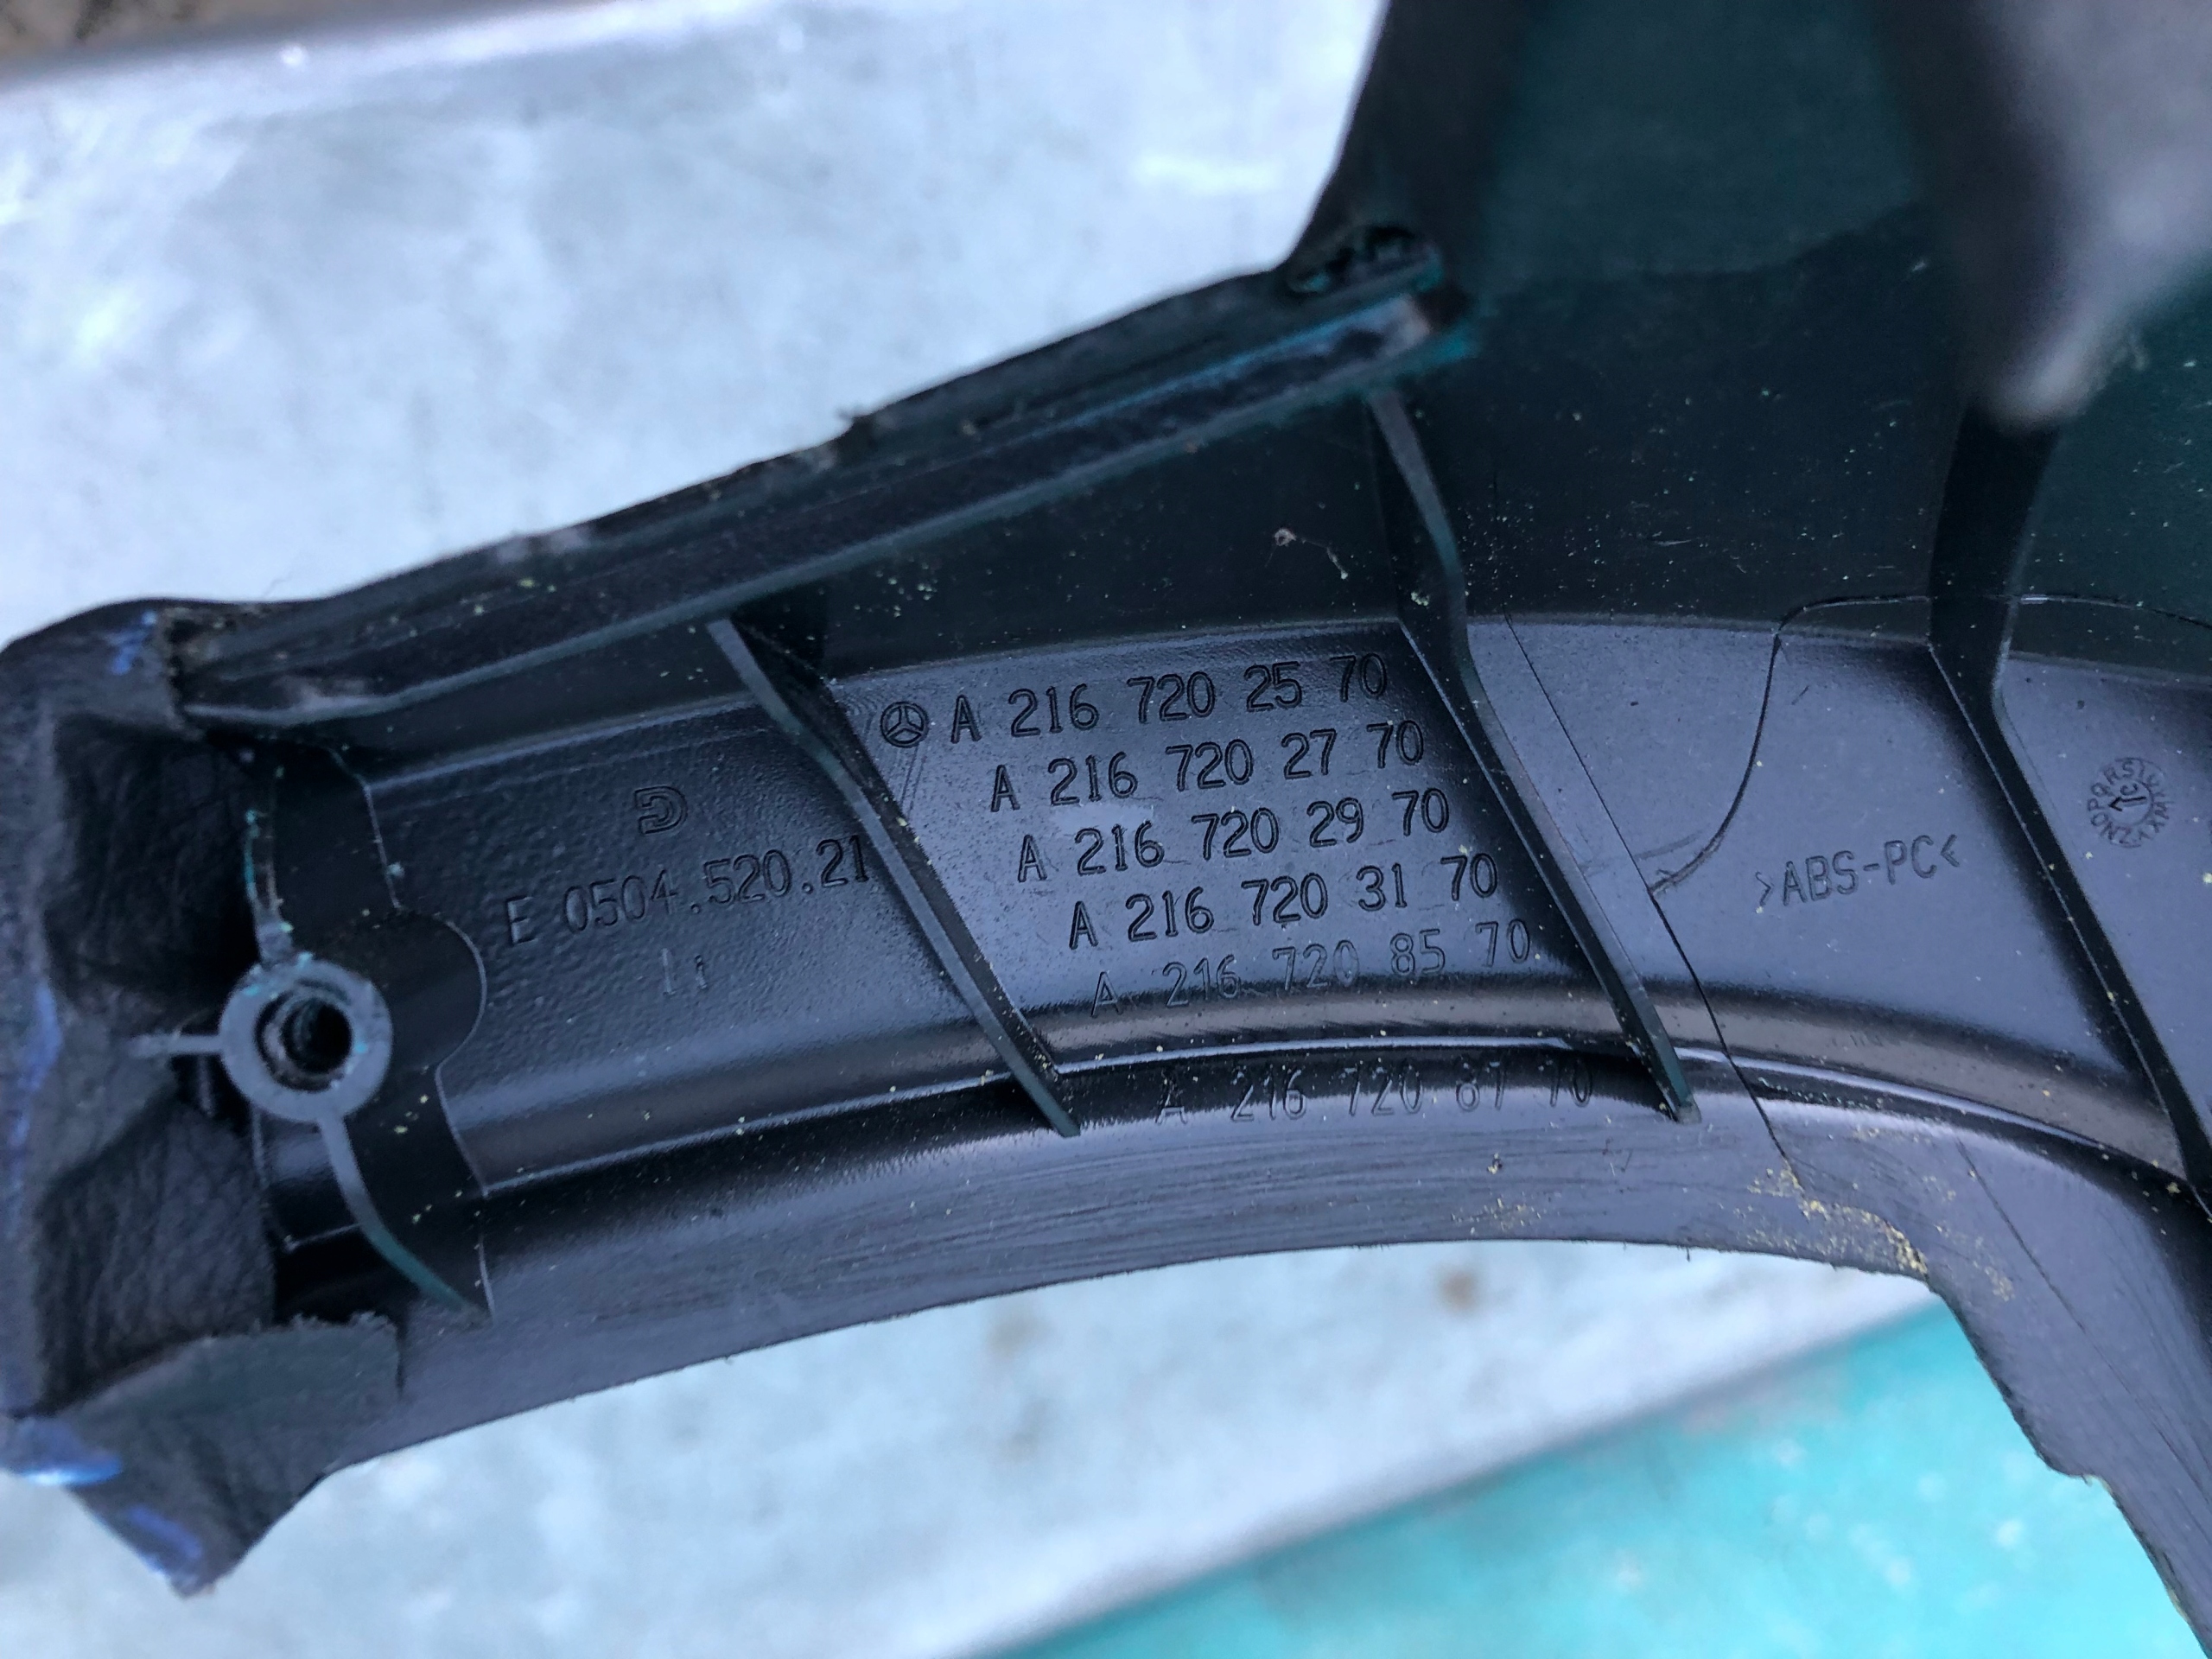 A 216 720 25 70
A 216 720 27 70
A 216 720 29 70
A 216 720 31 70
A 216 720 85 70
A 216 720 87 70
E 0504.520.21
>ABS-PC<